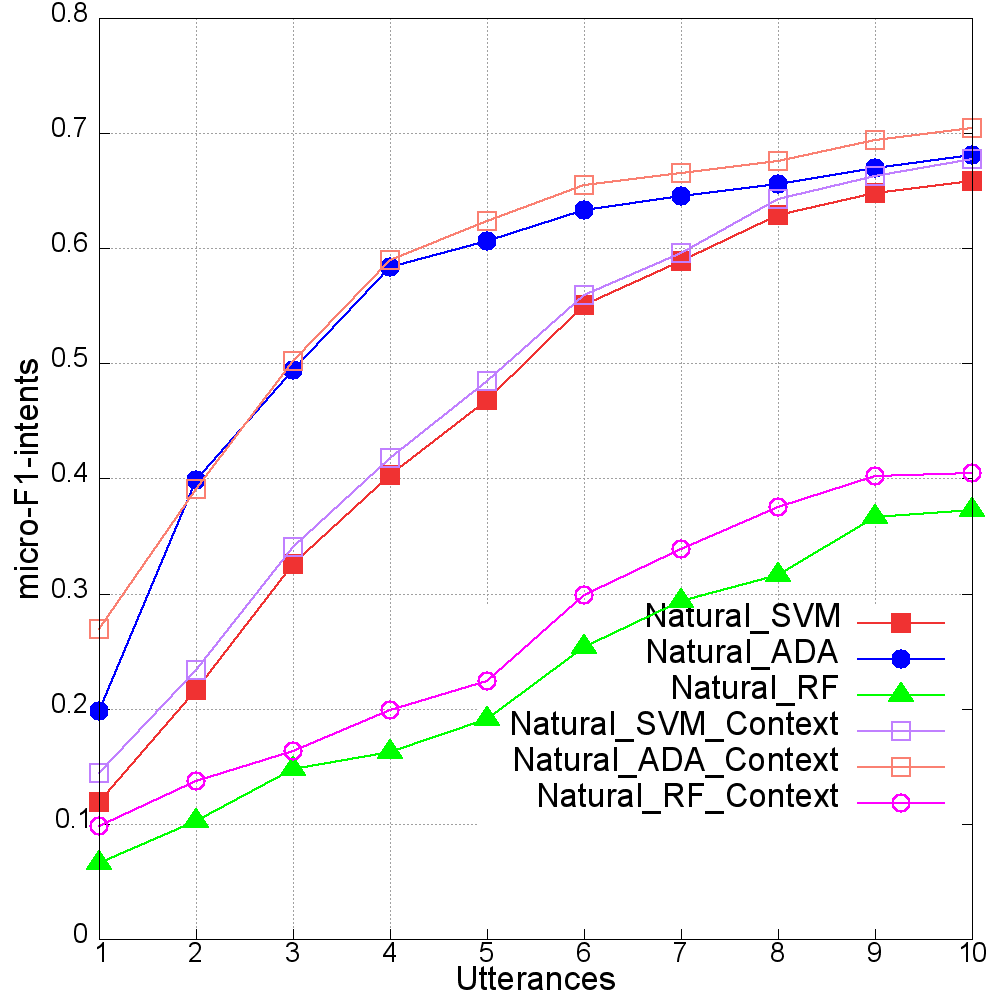 0.8
0.7
0.6
0.5
0.4
0.3
0.2
0.1
0
micro-F1-intents
Natural_SVM
Natural_ADA
Natural_RF
Natural_SVM_Context
Natural_ADA_Context
Natural_RF_Context
1 2 3 4 5 6 7 8 9 10
Utterances